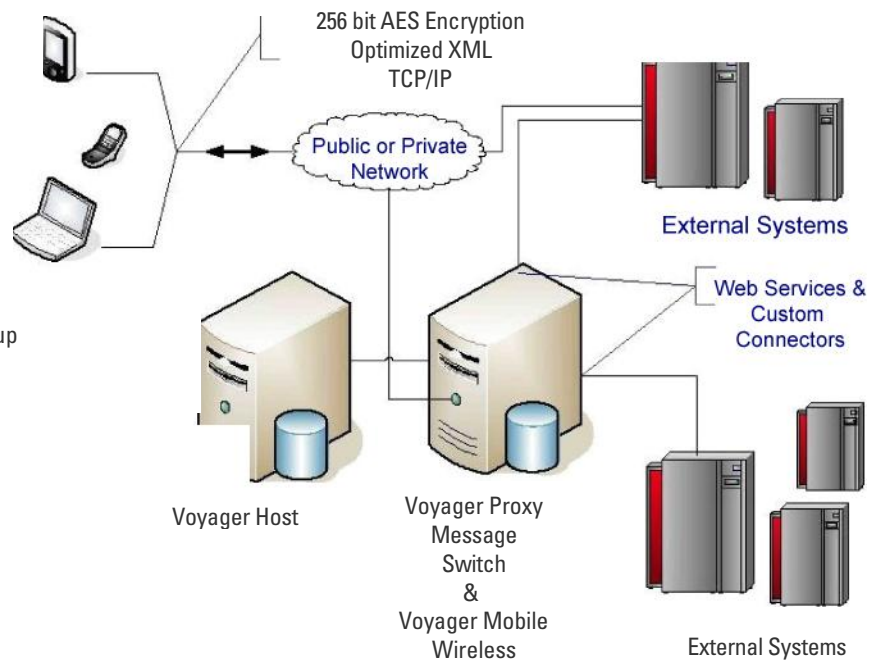 256 bit AES Encryption
Optimized XML
TCP/IP
Public or Private
Network
External Systems
Web Services &
Custom
Connectors
up
Voyager Host
Voyager Proxy
Message
Switch
&
Voyager Mobile
Wireless
External Systems